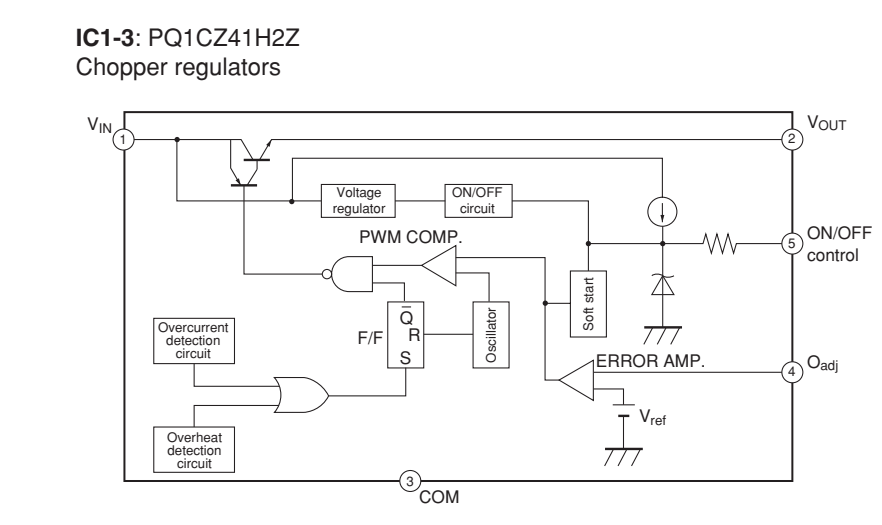 IC1-3: PQ1CZ41H2Z
Chopper regulators
VIN
1
VOUT
2
Voltage
regulator
ON/OFF
circuit
PWM COMP.
5
ON/OFF
control
Q̅
R
S
F/F
Oscillator
Soft start
Overcurrent
detection
circuit
ERROR AMP.
4
Oadj
Vref
Overheat
detection
circuit
3
COM